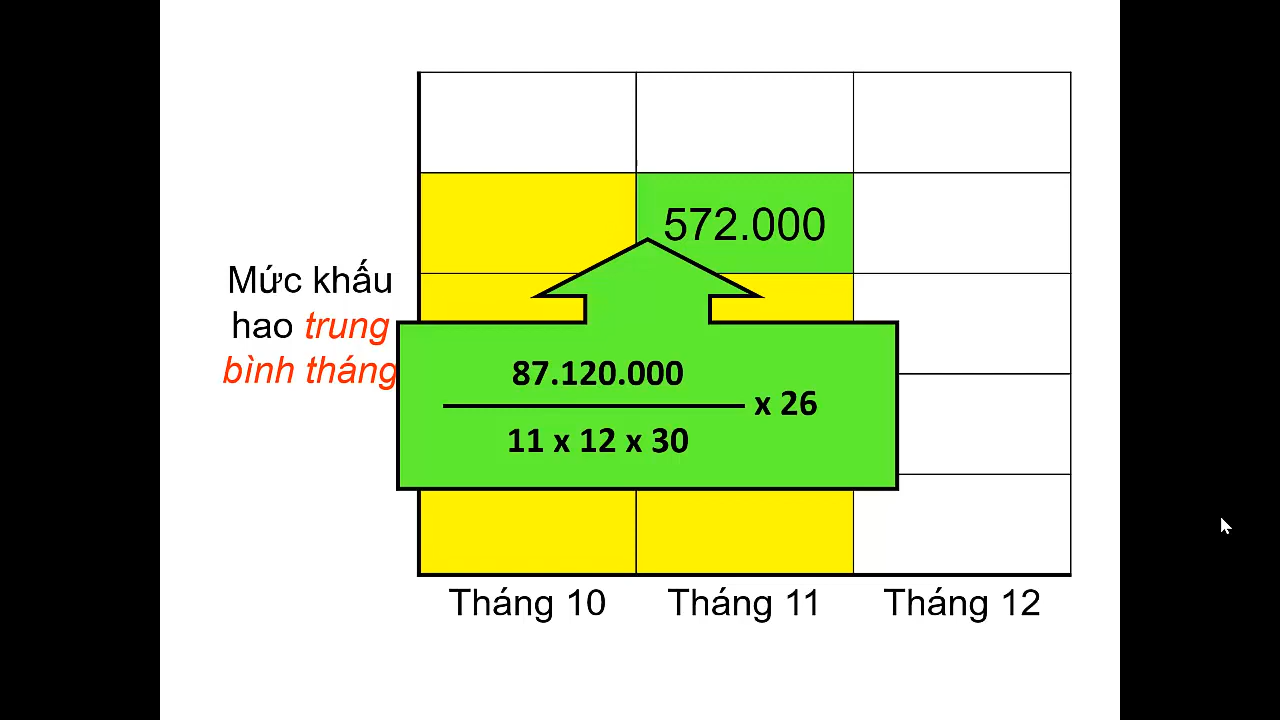 572.000
Mức khấu
hao trung
bình tháng
87.120.000
x 26
11 x 12 x 30
Tháng 10
Tháng 11
Tháng 12